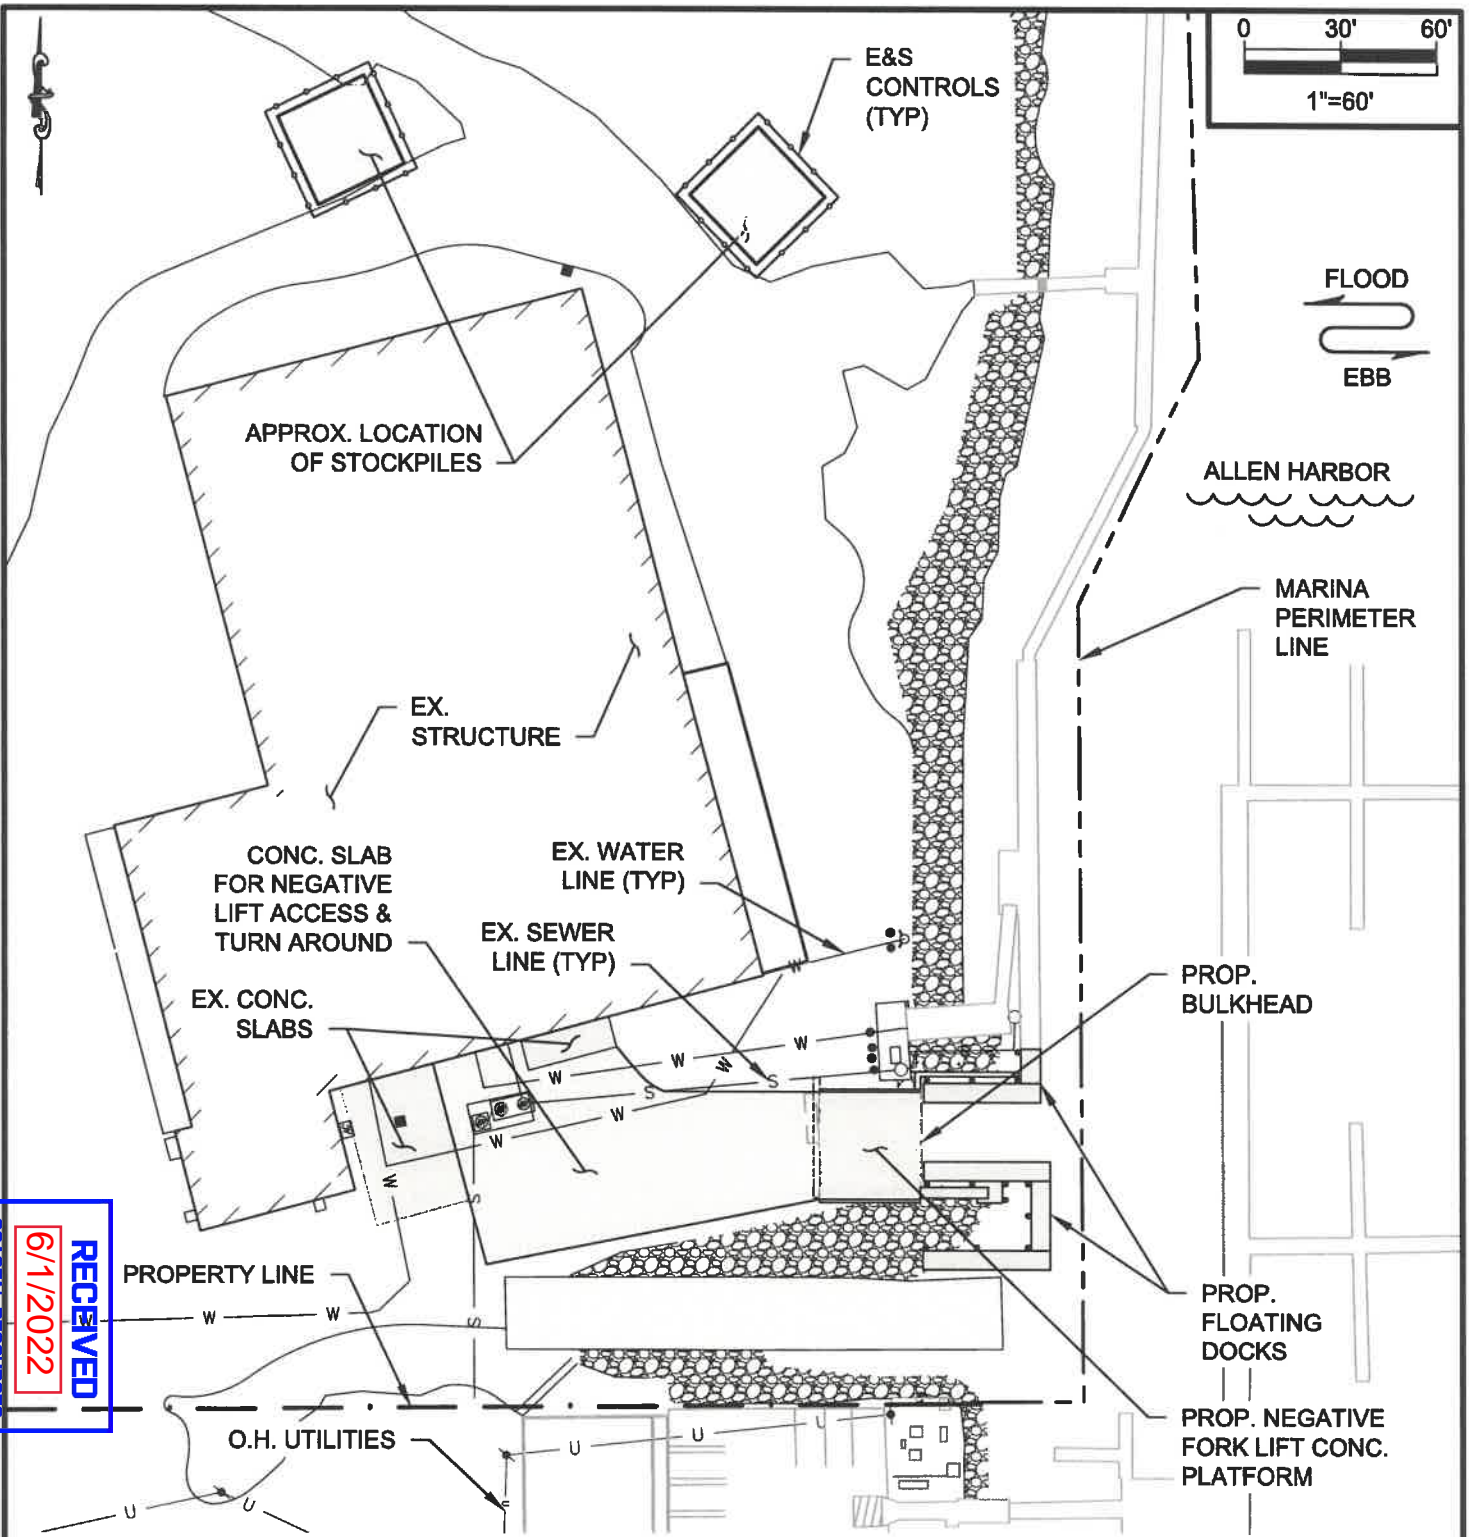 0 30' 60'
1"=60'
E&S
CONTROLS
(TYP)
FLOOD
EBB
APPROX. LOCATION
OF STOCKPILES
ALLEN HARBOR
MARINA
PERIMETER
LINE
EX.
STRUCTURE
CONC. SLAB
FOR NEGATIVE
LIFT ACCESS &
TURN AROUND
EX. WATER
LINE (TYP)
EX. SEWER
LINE (TYP)
EX. CONC.
SLABS
PROP.
BULKHEAD
W
W
W
W
W
W
S
S
W
W
W
S
PROPERTY LINE
W
W
W
S
RECEIVED
6/1/2022
PROP.
FLOATING
DOCKS
PROP. NEGATIVE
FORK LIFT CONC.
PLATFORM
O.H. UTILITIES
U
U
U
U
U